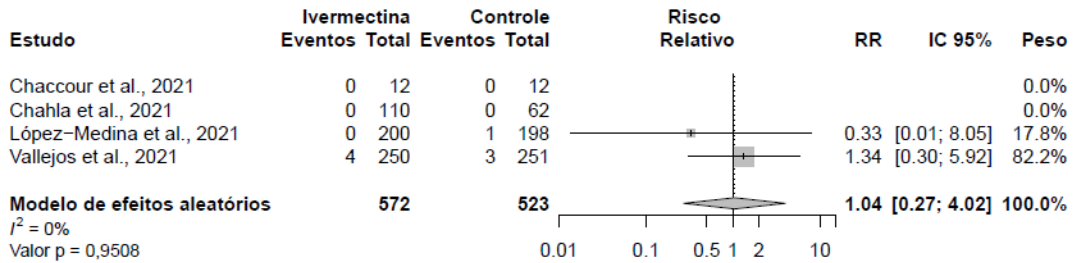 Ivermectina Controle Risco
Estudo Eventos Total Eventos Total Relativo RR IC 95% Peso
Chaccour et al., 2021 0 12 0 12 0.0%
Chahla et al., 2021 0 110 0 62 0.0%
López−Medina et al., 2021 0 200 1 198 0.33 [0.01; 8.05] 17.8%
Vallejos et al., 2021 4 250 3 251 1.34 [0.30; 5.92] 82.2%
Modelo de efeitos aleatórios 572 523 1.04 [0.27; 4.02] 100.0%
I² = 0%
Valor p = 0,9508 0.01 0.1 0.5 1 2 10